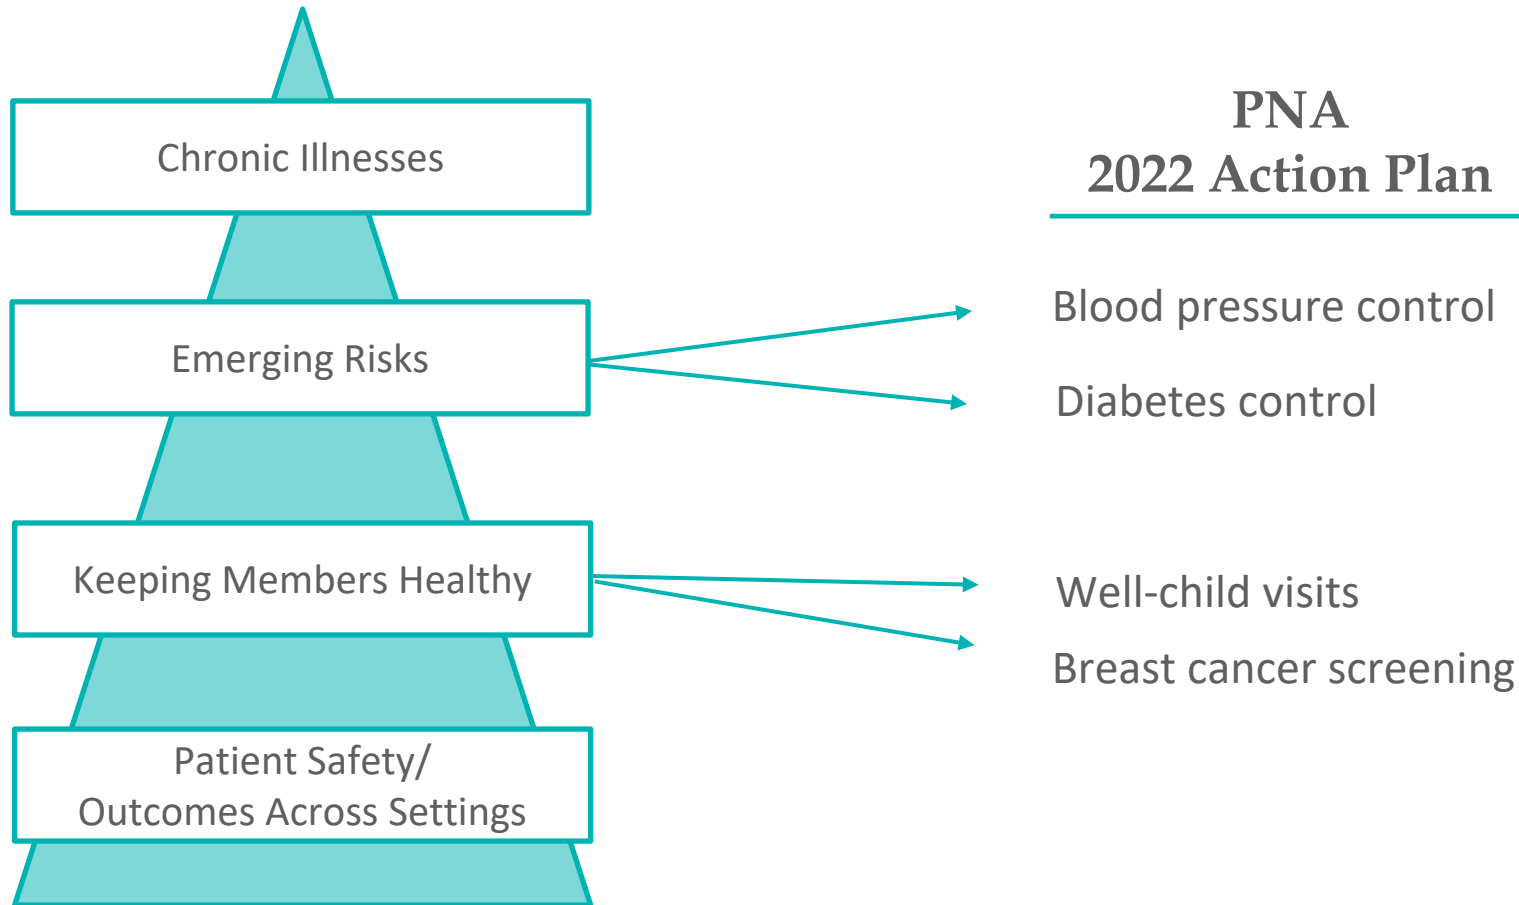 PNA
2022 Action Plan
Chronic Illnesses
Emerging Risks
Blood pressure control
Diabetes control
Keeping Members Healthy
Well-child visits
Breast cancer screening
Patient Safety/
Outcomes Across Settings